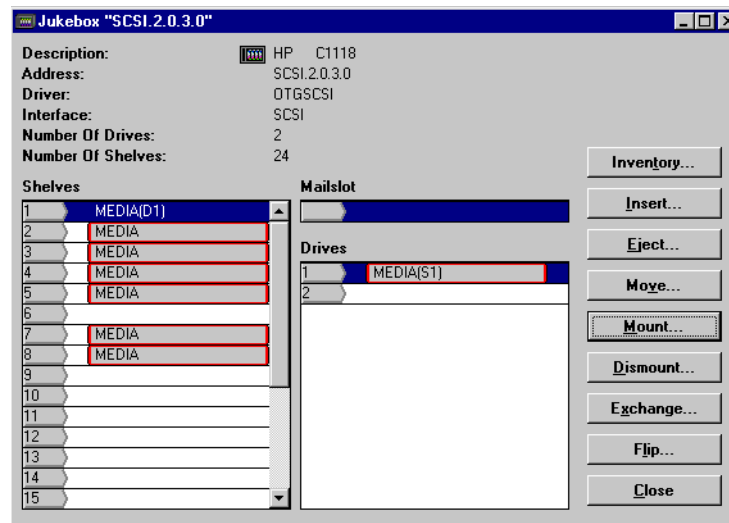 Jukebox "SCSI.2.0.3.0"
Description: HP C1118
Address: SCSI.2.0.3.0
Driver: OTGSCSI
Interface: SCSI
Number Of Drives: 2
Number Of Shelves: 24
Shelves
1 MEDIA(D1)
2 MEDIA
3 MEDIA
4 MEDIA
5 MEDIA
6
7 MEDIA
8 MEDIA
9
10
11
12
13
14
15
Mailslot
Drives
1 MEDIA(S1)
2
Inventory...
Insert...
Eject...
Move...
Mount...
Dismount...
Exchange...
Flip...
Close